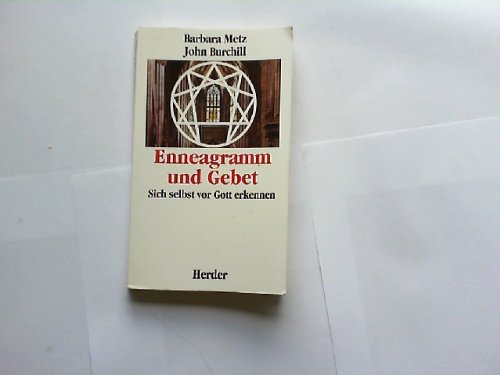 Barbara Metz
John Burchill
Enneagramm
und Gebet
Sich selbst vor Gott erkennen
Herder